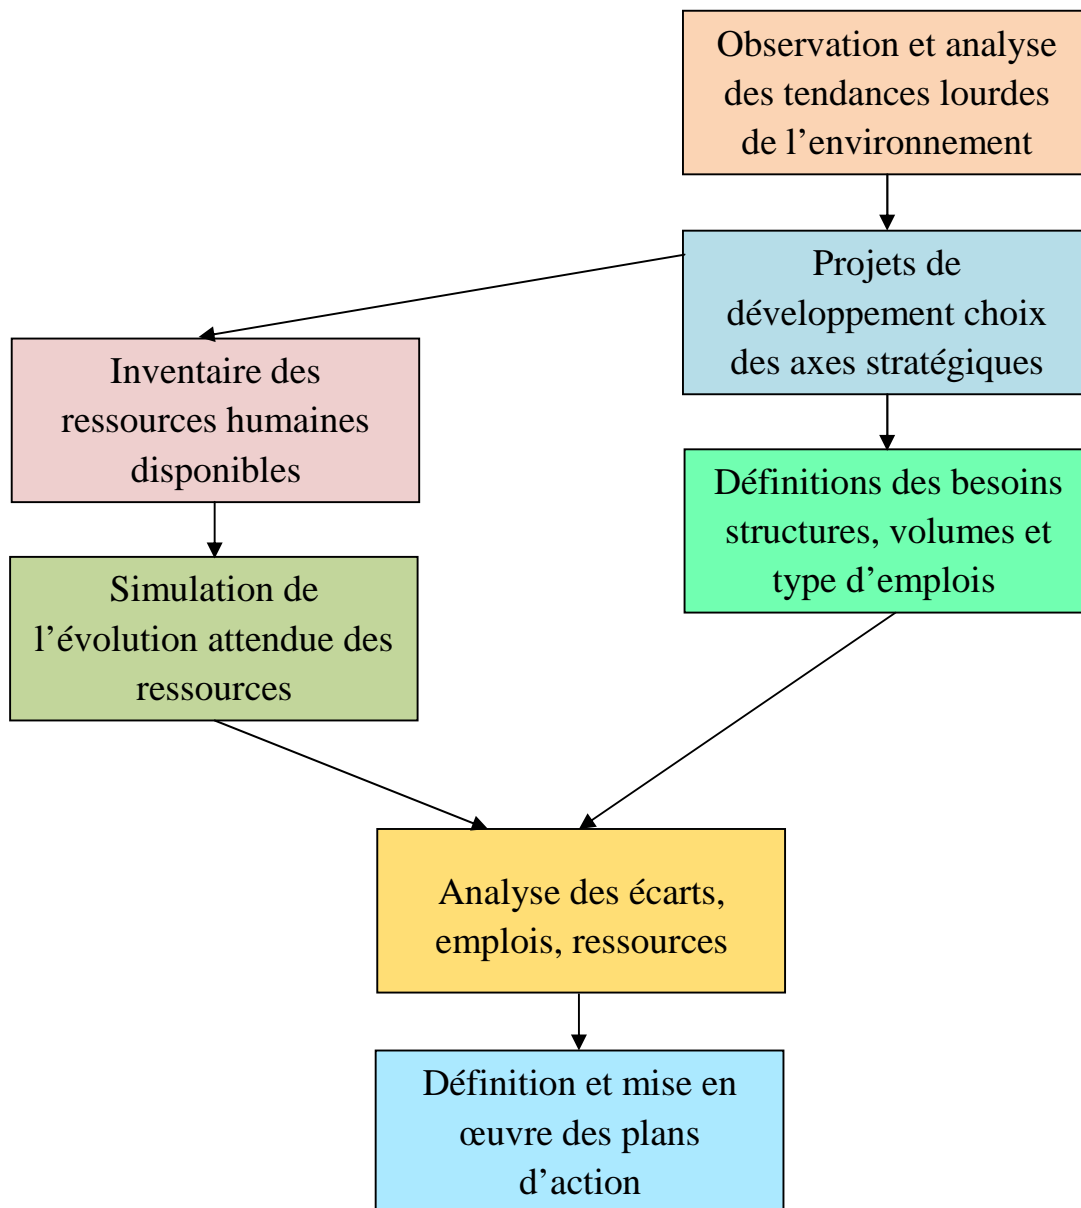 Observation et analyse
des tendances lourdes
de l’environnement
Projets de
développement choix
des axes stratégiques
Inventaire des
ressources humaines
disponibles
Définitions des besoins
structures, volumes et
type d’emplois
Simulation de
l’évolution attendue des
ressources
Analyse des écarts,
emplois, ressources
Définition et mise en
œuvre des plans
d’action